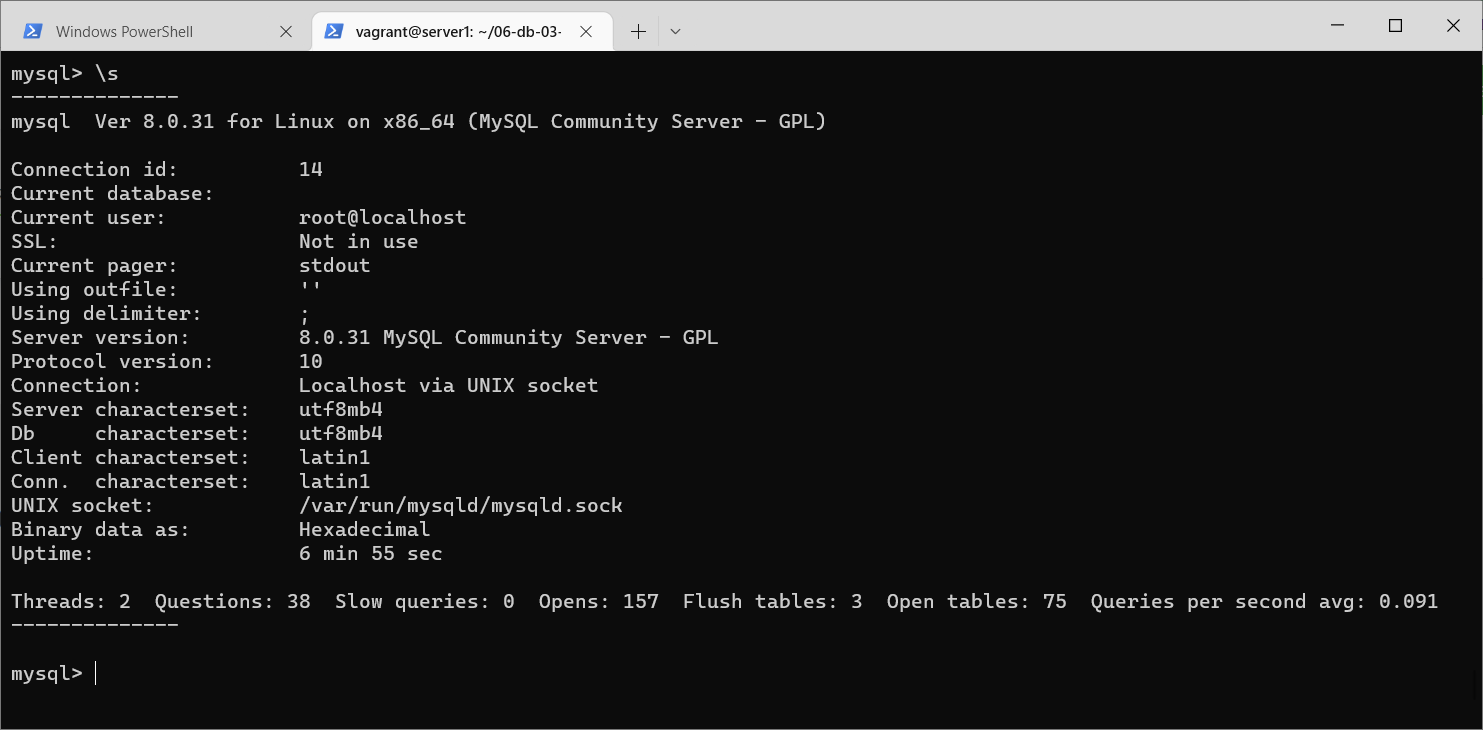 Windows PowerShell
vagrant@server1: ~/06-db-03-
mysql> \s
--------------
mysql  Ver 8.0.31 for Linux on x86_64 (MySQL Community Server - GPL)
Connection id:          14
Current database:
Current user:           root@localhost
SSL:                    Not in use
Current pager:          stdout
Using outfile:          ''
Using delimiter:        ;
Server version:         8.0.31 MySQL Community Server - GPL
Protocol version:       10
Connection:             Localhost via UNIX socket
Server characterset:    utf8mb4
Db     characterset:    utf8mb4
Client characterset:    latin1
Conn.  characterset:    latin1
UNIX socket:            /var/run/mysqld/mysqld.sock
Binary data as:         Hexadecimal
Uptime:                 6 min 55 sec
Threads: 2  Questions: 38  Slow queries: 0  Opens: 157  Flush tables: 3  Open tables: 75  Queries per second avg: 0.091
--------------
mysql>